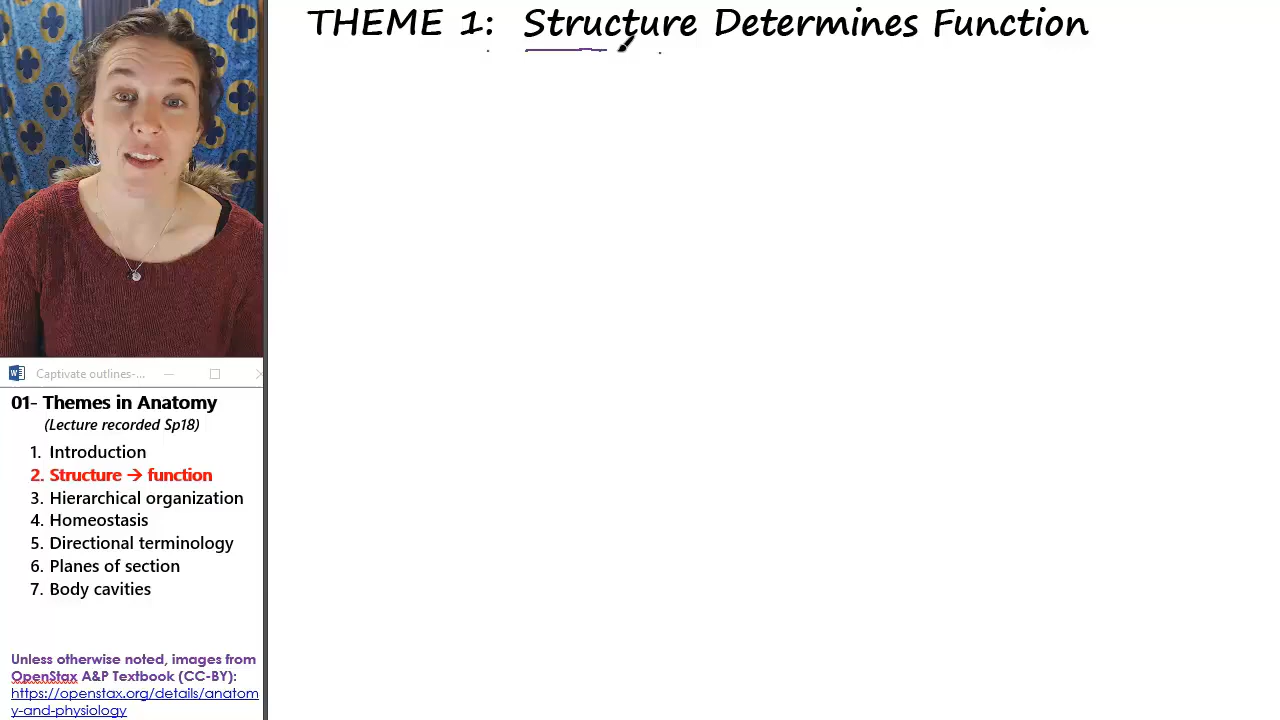 THEME 1: Structure Determines Function
Captivate outlines-...
01- Themes in Anatomy
(Lecture recorded Sp18)
1. Introduction
2. Structure → function
3. Hierarchical organization
4. Homeostasis
5. Directional terminology
6. Planes of section
7. Body cavities
Unless otherwise noted, images from
OpenStax A&P Textbook (CC-BY):
https://openstax.org/details/anatom
y-and-physiology